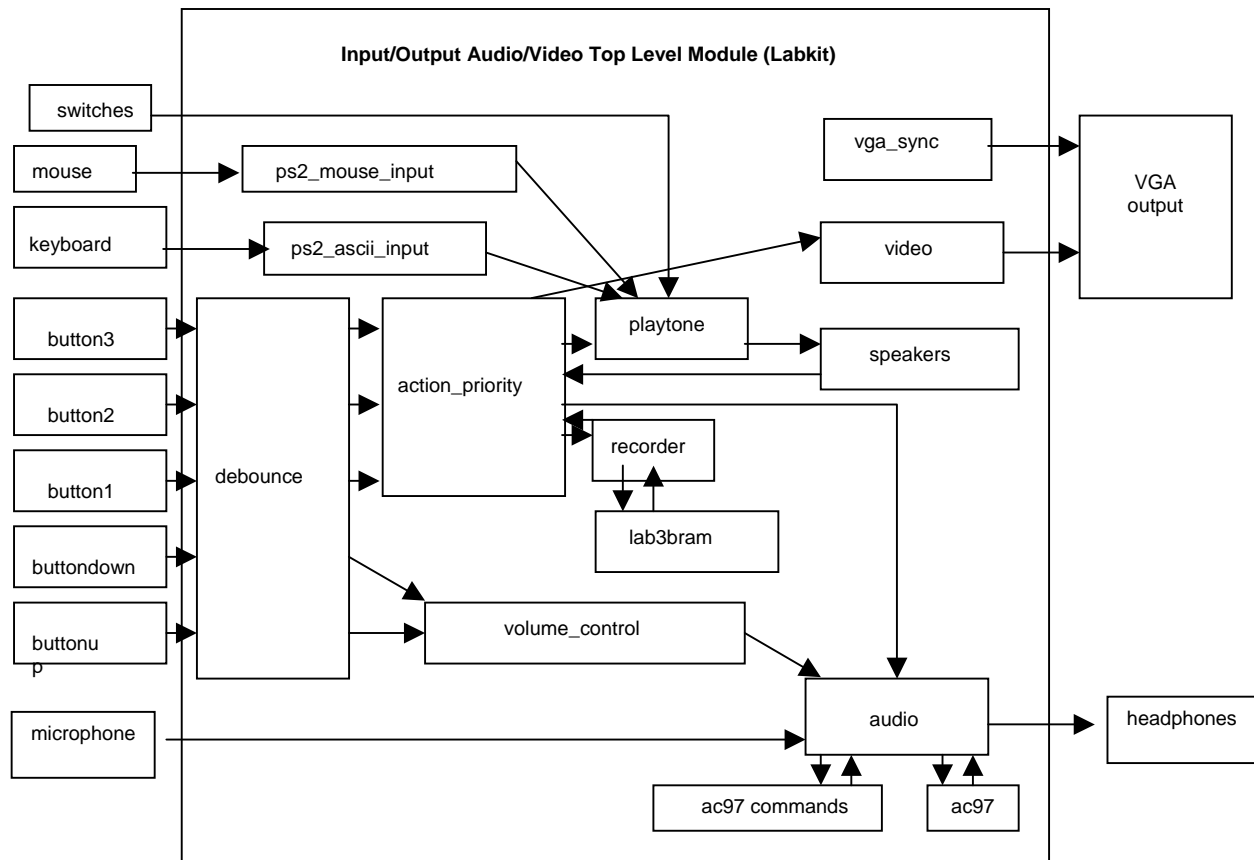 Input/Output Audio/Video Top Level Module (Labkit)
switches
mouse
keyboard
button3
button2
button1
buttondown
buttonu
p
microphone
ps2_mouse_input
ps2_ascii_input
debounce
action_priority
playtone
recorder
lab3bram
volume_control
vga_sync
video
speakers
audio
ac97 commands
ac97
VGA
output
headphones